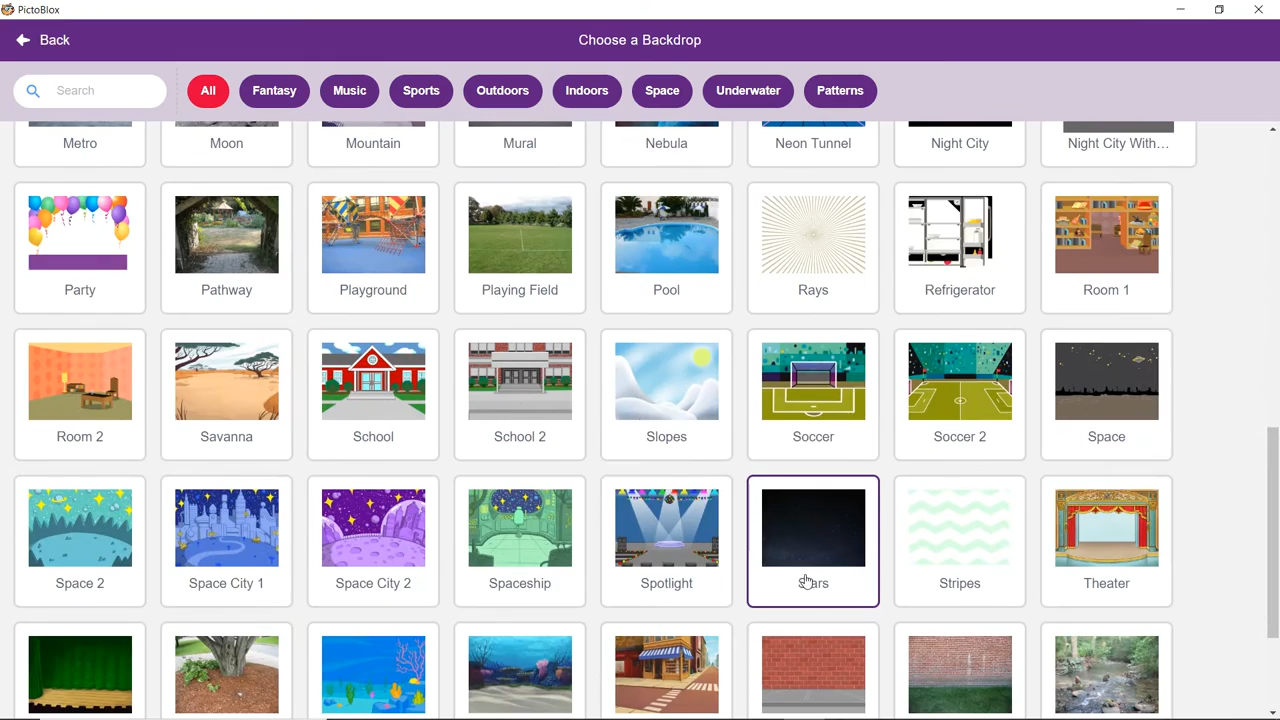 PictoBlox
Back
Choose a Backdrop
Search
All
Fantasy
Music
Sports
Outdoors
Indoors
Space
Underwater
Patterns
Metro
Moon
Mountain
Mural
Nebula
Neon Tunnel
Night City
Night City With...
Party
Pathway
Playground
Playing Field
Pool
Rays
Refrigerator
Room 1
Room 2
Savanna
School
School 2
Slopes
Soccer
Soccer 2
Space
Space 2
Space City 1
Space City 2
Spaceship
Spotlight
Stars
Stripes
Theater